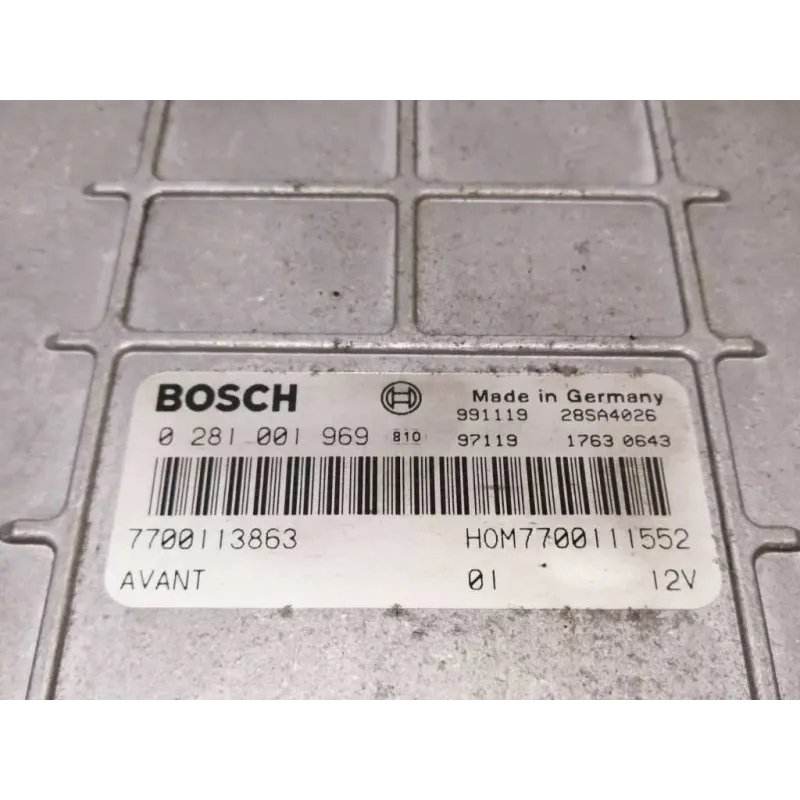 BOSCH Made in Germany
991119 28SA4026
0 281 001 969 810 97119 1763 0643
7700113863 HOM7700111552
AVANT 01 12V